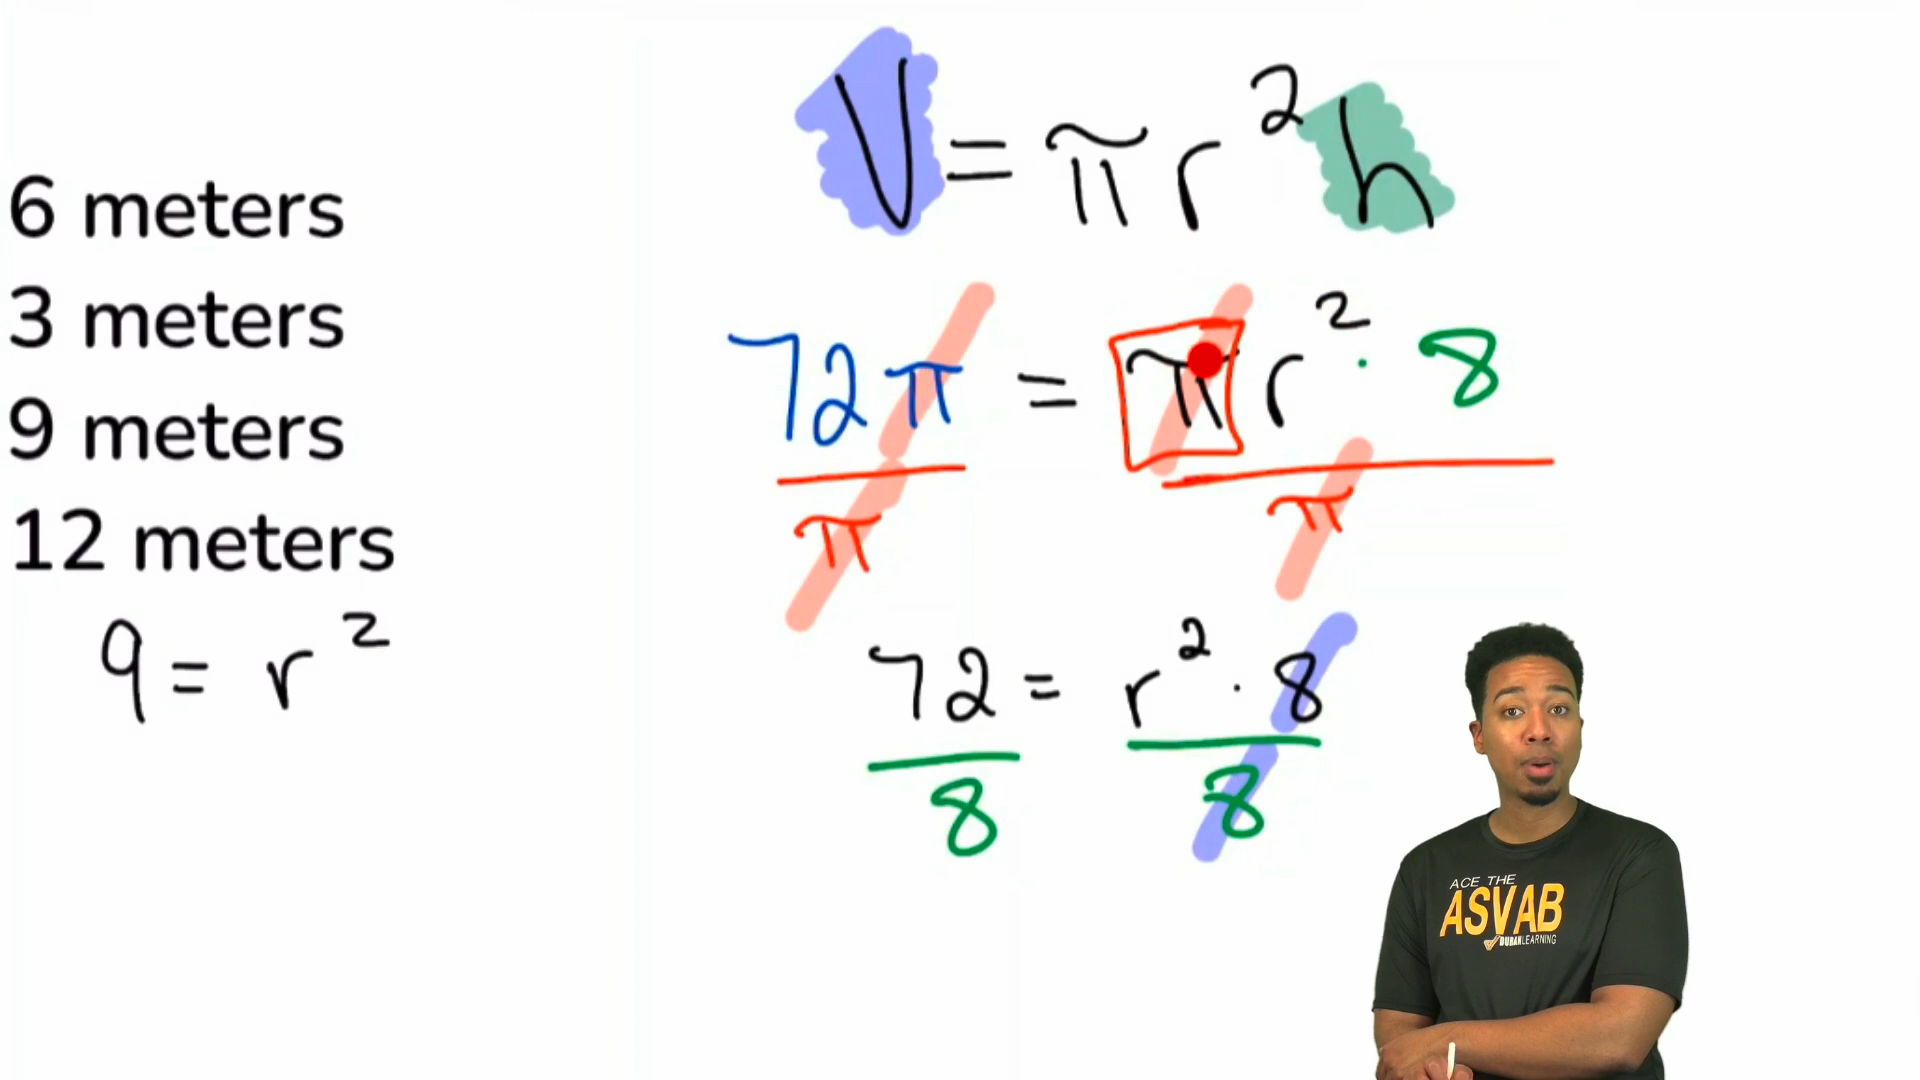 6 meters
3 meters
9 meters
12 meters
9 = r²
V = πr²h
72π = πr² · 8
π π
72 = r² · 8
8 8
ACE THE
ASVAB
DURANLEARNING